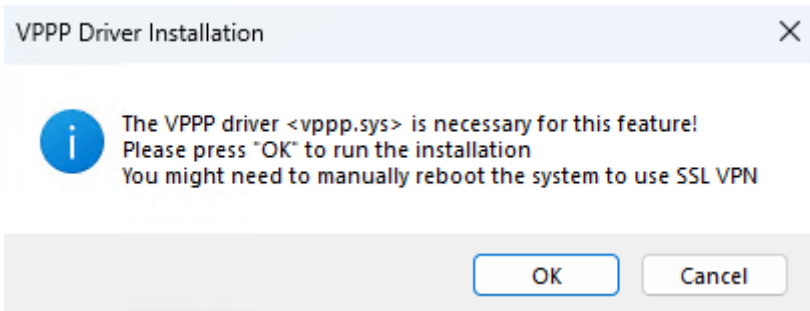 VPPP Driver Installation
The VPPP driver <vppp.sys> is necessary for this feature!
Please press "OK" to run the installation
You might need to manually reboot the system to use SSL VPN
OK
Cancel